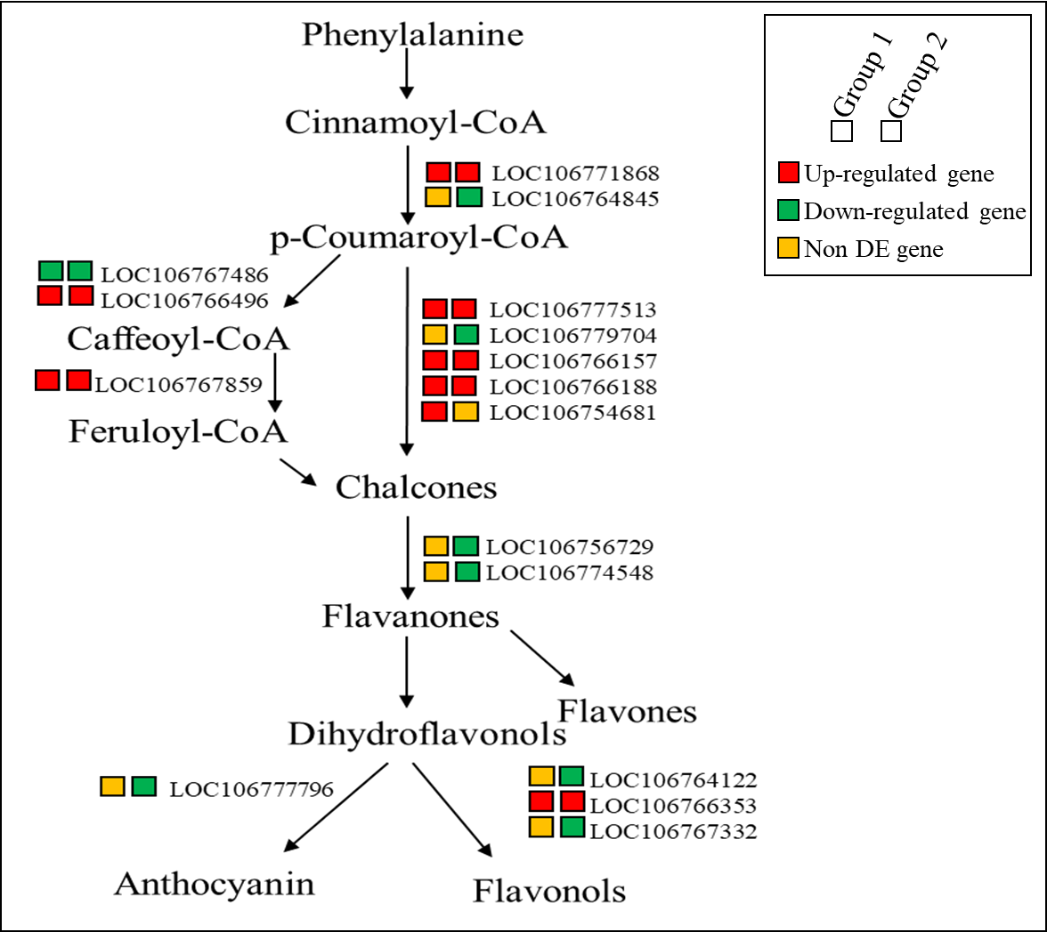 Phenylalanine
Group 1
Group 2
Cinnamoyl-CoA
LOC106771868
Up-regulated gene
LOC106764845
Down-regulated gene
p-Coumaroyl-CoA
Non DE gene
LOC106767486
LOC106766496
LOC106777513
Caffeoyl-CoA
LOC106779704
LOC106766157
LOC106767859
LOC106766188
LOC106754681
Feruloyl-CoA
Chalcones
LOC106756729
LOC106774548
Flavanones
Flavones
Dihydroflavonols
LOC106777796
LOC106764122
LOC106766353
LOC106767332
Anthocyanin
Flavonols